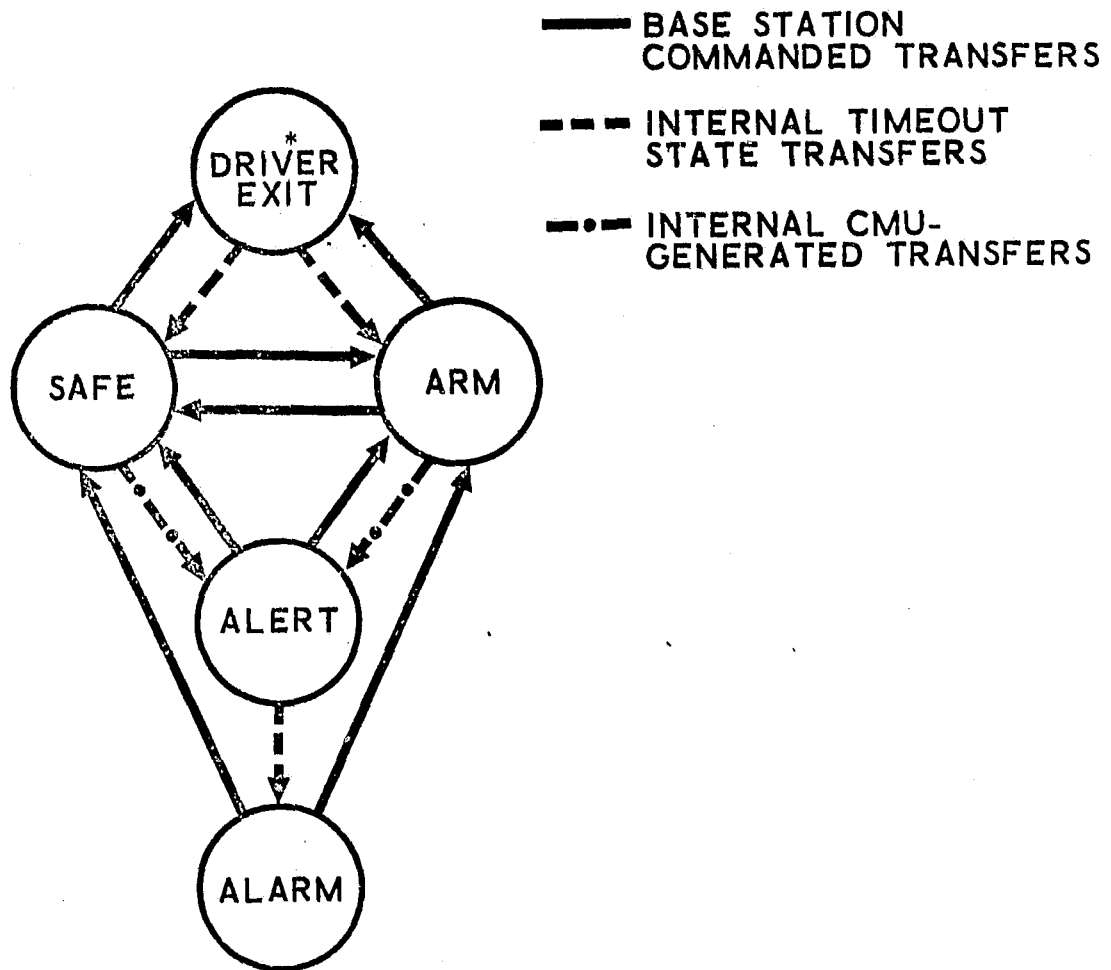 BASE STATION
COMMANDED TRANSFERS
INTERNAL TIMEOUT
STATE TRANSFERS
INTERNAL CMU-
GENERATED TRANSFERS
*
DRIVER
EXIT
SAFE
ARM
ALERT
ALARM